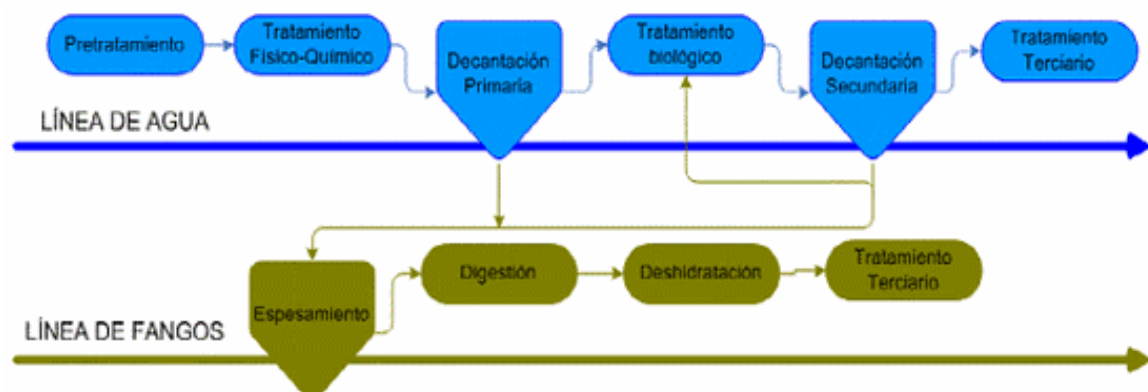 Pretratamiento
Tratamiento
Físico-Químico
Decantación
Primaria
Tratamiento
biológico
Decantación
Secundaria
Tratamiento
Terciario
LÍNEA DE AGUA
Espesamiento
Digestión
Deshidratación
Tratamiento
Terciario
LÍNEA DE FANGOS